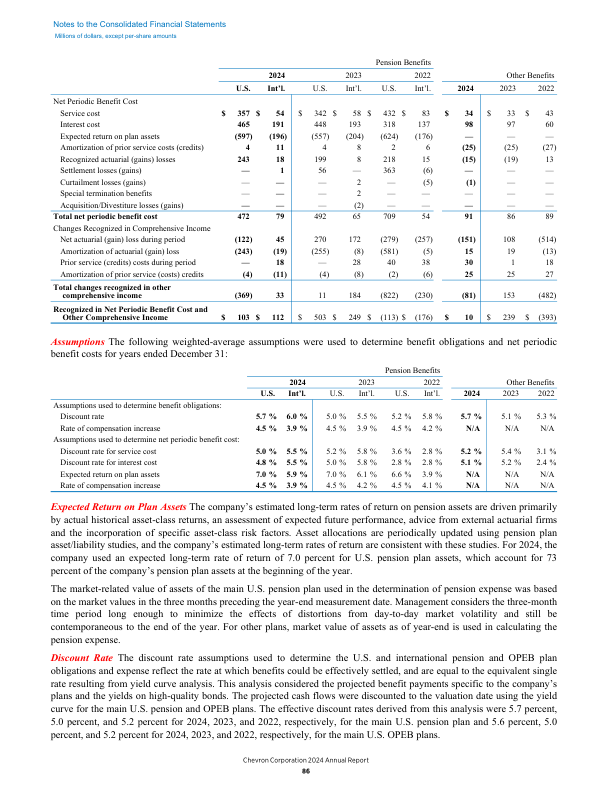 Notes to the Consolidated Financial Statements
Millions of dollars, except per-share amounts
Pension Benefits
2024 2023 2022 Other Benefits
U.S. Int’l. U.S. Int’l. U.S. Int’l. 2024 2023 2022
Net Periodic Benefit Cost
Service cost $ 357 $ 54 $ 342 $ 58 $ 432 $ 83 $ 34 $ 33 $ 43
Interest cost 465 191 448 193 318 137 98 97 60
Expected return on plan assets (597) (196) (557) (204) (624) (176) — — —
Amortization of prior service costs (credits) 4 11 4 8 2 6 (25) (25) (27)
Recognized actuarial (gains) losses 243 18 199 8 218 15 (15) (19) 13
Settlement losses (gains) — 1 56 — 363 (6) — — —
Curtailment losses (gains) — — — 2 — (5) (1) — —
Special termination benefits — — — 2 — — — — —
Acquisition/Divestiture losses (gains) — — — (2) — — — — —
Total net periodic benefit cost 472 79 492 65 709 54 91 86 89
Changes Recognized in Comprehensive Income
Net actuarial (gain) loss during period (122) 45 270 172 (279) (257) (151) 108 (514)
Amortization of actuarial (gain) loss (243) (19) (255) (8) (581) (5) 15 19 (13)
Prior service (credits) costs during period — 18 — 28 40 38 30 1 18
Amortization of prior service (costs) credits (4) (11) (4) (8) (2) (6) 25 25 27
Total changes recognized in other
comprehensive income (369) 33 11 184 (822) (230) (81) 153 (482)
Recognized in Net Periodic Benefit Cost and
Other Comprehensive Income $ 103 $ 112 $ 503 $ 249 $ (113) $ (176) $ 10 $ 239 $ (393)
Assumptions The following weighted-average assumptions were used to determine benefit obligations and net periodic
benefit costs for years ended December 31:
Pension Benefits
2024 2023 2022 Other Benefits
U.S. Int’l. U.S. Int’l. U.S. Int’l. 2024 2023 2022
Assumptions used to determine benefit obligations:
Discount rate 5.7 % 6.0 % 5.0 % 5.5 % 5.2 % 5.8 % 5.7 % 5.1 % 5.3 %
Rate of compensation increase 4.5 % 3.9 % 4.5 % 3.9 % 4.5 % 4.2 % N/A N/A N/A
Assumptions used to determine net periodic benefit cost:
Discount rate for service cost 5.0 % 5.5 % 5.2 % 5.8 % 3.6 % 2.8 % 5.2 % 5.4 % 3.1 %
Discount rate for interest cost 4.8 % 5.5 % 5.0 % 5.8 % 2.8 % 2.8 % 5.1 % 5.2 % 2.4 %
Expected return on plan assets 7.0 % 5.9 % 7.0 % 6.1 % 6.6 % 3.9 % N/A N/A N/A
Rate of compensation increase 4.5 % 3.9 % 4.5 % 4.2 % 4.5 % 4.1 % N/A N/A N/A
Expected Return on Plan Assets The company’s estimated long-term rates of return on pension assets are driven primarily
by actual historical asset-class returns, an assessment of expected future performance, advice from external actuarial firms
and the incorporation of specific asset-class risk factors. Asset allocations are periodically updated using pension plan
asset/liability studies, and the company’s estimated long-term rates of return are consistent with these studies. For 2024, the
company used an expected long-term rate of return of 7.0 percent for U.S. pension plan assets, which account for 73
percent of the company’s pension plan assets at the beginning of the year.
The market-related value of assets of the main U.S. pension plan used in the determination of pension expense was based
on the market values in the three months preceding the year-end measurement date. Management considers the three-month
time period long enough to minimize the effects of distortions from day-to-day market volatility and still be
contemporaneous to the end of the year. For other plans, market value of assets as of year-end is used in calculating the
pension expense.
Discount Rate The discount rate assumptions used to determine the U.S. and international pension and OPEB plan
obligations and expense reflect the rate at which benefits could be effectively settled, and are equal to the equivalent single
rate resulting from yield curve analysis. This analysis considered the projected benefit payments specific to the company’s
plans and the yields on high-quality bonds. The projected cash flows were discounted to the valuation date using the yield
curve for the main U.S. pension and OPEB plans. The effective discount rates derived from this analysis were 5.7 percent,
5.0 percent, and 5.2 percent for 2024, 2023, and 2022, respectively, for the main U.S. pension plan and 5.6 percent, 5.0
percent, and 5.2 percent for 2024, 2023, and 2022, respectively, for the main U.S. OPEB plans.
Chevron Corporation 2024 Annual Report
86